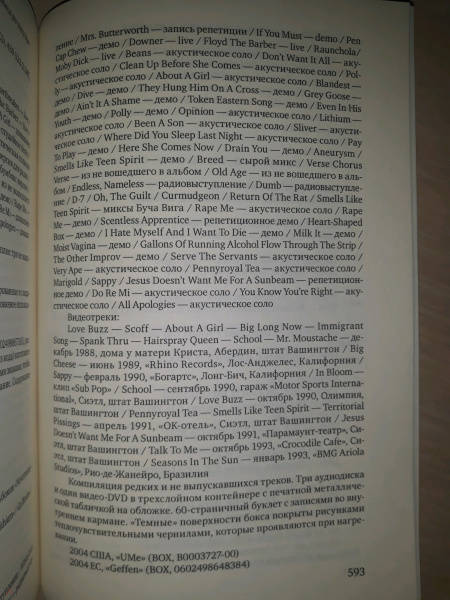 ление / Mrs. Butterworth — запись репетиции / If You Must — демо / Pen
Cap Chew — демо / Downer — live / Floyd The Barber — live / Raunchola/
Moby Dick — live / Beans — акустическое соло / Don't Want It All — аку-
стическое соло / Clean Up Before She Comes — акустическое соло / Pol-
ly — акустическое соло / About A Girl — акустическое соло / Blandest —
демо / Dive — демо / They Hung Him On A Cross / Grey Goose —
демо / Ain't It A Shame — демо / Token Eastern Song — демо / Even In His
Youth — демо / Polly — демо / Opinion — акустическое соло / Lithium —
акустическое соло / Been A Son — акустическое соло / Sliver — акусти-
ческое соло / Where Did You Sleep Last Night — акустическое соло / Pay
To Play — демо / Here She Comes Now / Drain You — демо / Aneurysm /
Smells Like Teen Spirit — демо / Breed — сырой микс / Verse Chorus
Verse — из не вошедшего в альбом / Old Age — из не вошедшего в аль-
бом / Endless, Nameless — радиовыступление / Dumb — радиовыступле-
ние / D-7 / Oh, The Guilt / Curmudgeon / Return Of The Rat / Smells Like
Teen Spirit — миксы Буча Вига / Rape Me — акустическое соло / Rape
Me — демо / Scentless Apprentice — репетиционное демо / Heart-Shaped
Box — демо / I Hate Myself And I Want To Die — демо / Milk It — демо /
Moist Vagina — демо / Gallons Of Running Alcohol Flow Through The Strip /
The Other Improv — демо / Serve The Servants — акустическое соло /
Very Ape — акустическое соло / Pennyroyal Tea — акустическое соло /
Marigold / Sappy / Jesus Doesn't Want Me For A Sunbeam — репетицион-
ное демо / Do Re Mi — акустическое соло / You Know You're Right — аку-
стическое соло / All Apologies — акустическое соло
Видеотреки:
Love Buzz — Scoff — About A Girl — Big Long Now — Immigrant
Song — Spank Thru — Hairspray Queen — School — Mr. Moustache — де-
кабрь 1988, дома у матери Криста, Абердин, штат Вашингтон / Big
Cheese — июнь 1989, «Rhino Records», Лос-Анджелес, Калифорния /
Sappy — февраль 1990, «Богартс», Лонг-Бич, Калифорния / In Bloom —
клип «Sub Pop» / School — сентябрь 1990, гараж «Motor Sports Interna-
tional», Сиэтл, штат Вашингтон / Love Buzz — октябрь 1990, Олимпия,
штат Вашингтон / Pennyroyal Tea — Smells Like Teen Spirit — Territorial
Pissings — апрель 1991, «ОК-отель», Сиэтл, штат Вашингтон / Jesus
Doesn't Want Me For A Sunbeam — октябрь 1991, «Парамаунт-театр», Си-
этл, штат Вашингтон / Talk To Me — октябрь 1991, «Crocodile Cafe», Си-
этл, штат Вашингтон / Seasons In The Sun — январь 1993, «BMG Ariola
Studios», Рио-де-Жанейро, Бразилия
Компиляция редких и не выпускавшихся треков. Три аудиодиска
и один видео-DVD в трехслойном контейнере с печатной металличе-
ской табличкой на обложке. 60-страничный буклет с записями во вну-
треннем кармане. «Темные» поверхности бокса покрыты рисунками
теплочувствительными чернилами, которые проявляются при нагре-
вании.
2004 США, «UMe» (BOX, B0003727-00)
2004 ЕС, «Geffen» (BOX, 0602498648384)
593